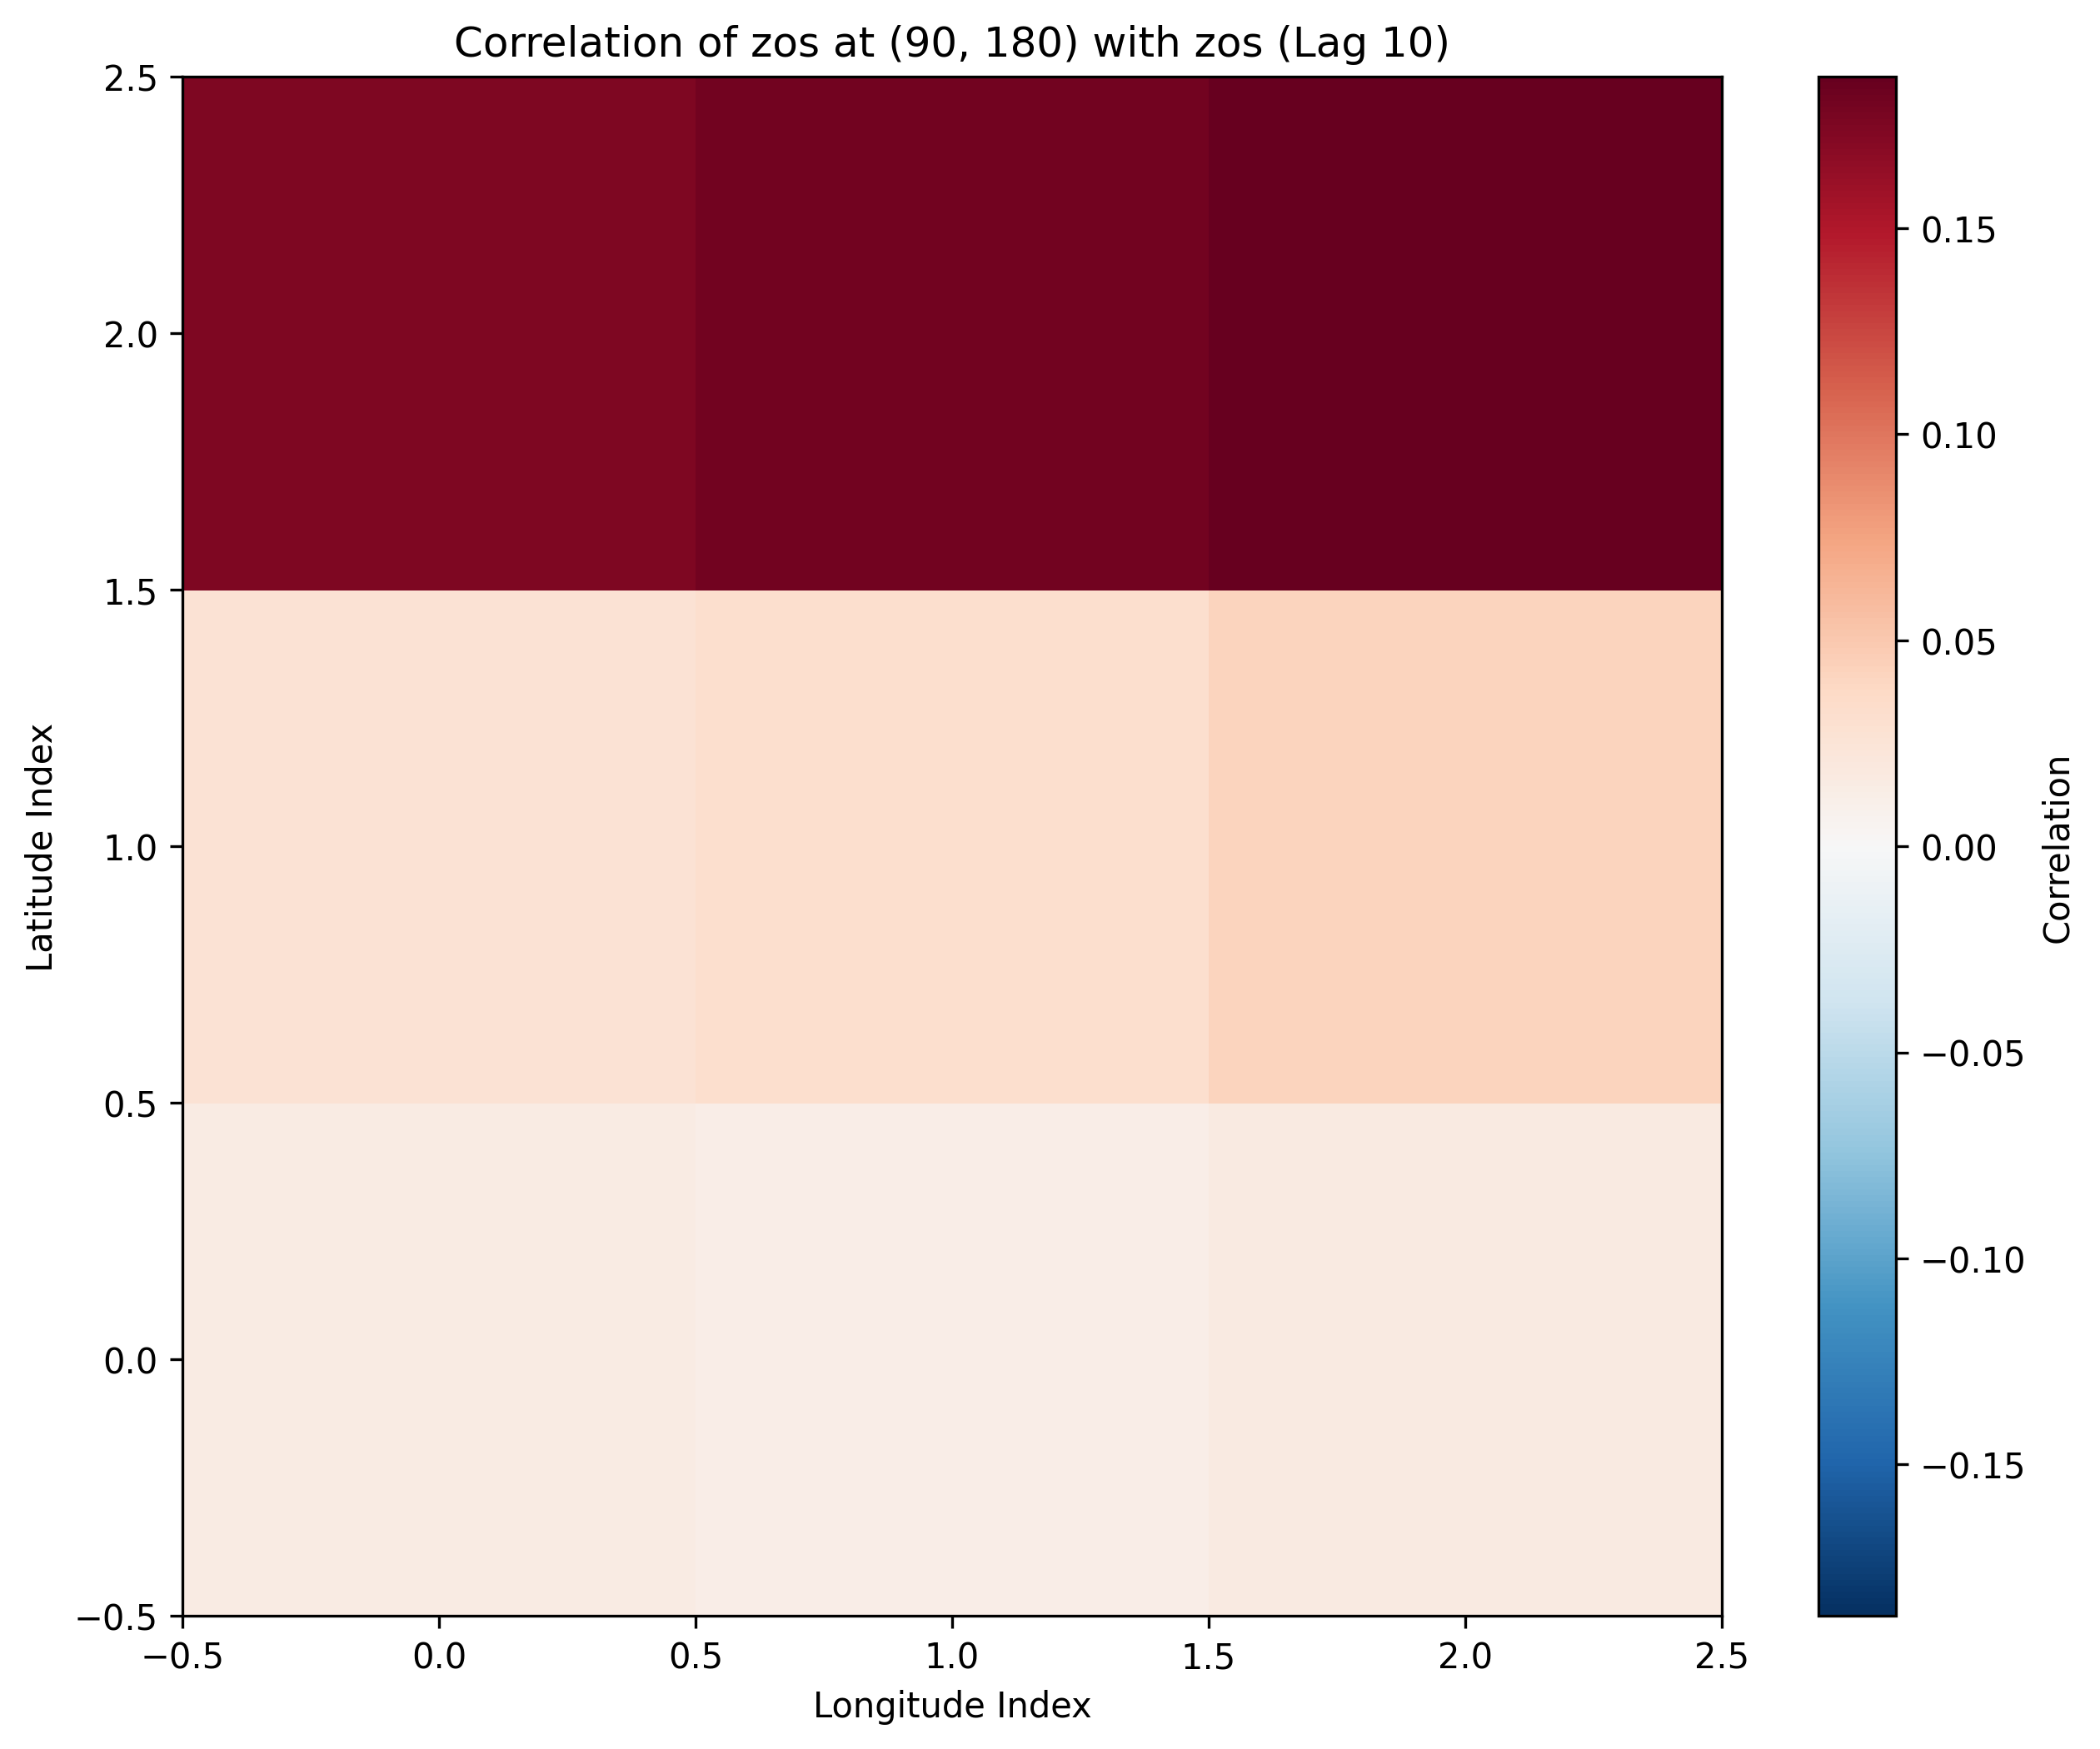 Correlation of zos at (90, 180) with zos (Lag 10)
2.5
2.0
1.5
1.0
0.5
0.0
−0.5
Latitude Index
−0.5 0.0 0.5 1.0 1.5 2.0 2.5
Longitude Index
0.15
0.10
0.05
0.00
−0.05
−0.10
−0.15
Correlation